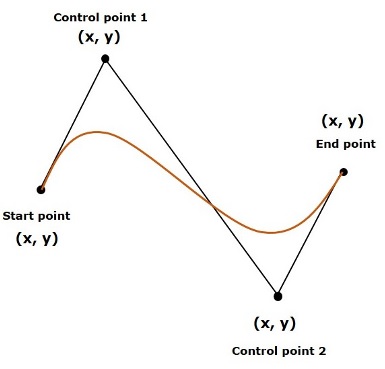 Control point 1
(x, y)
(x, y)
End point
Start point
(x, y)
(x, y)
Control point 2